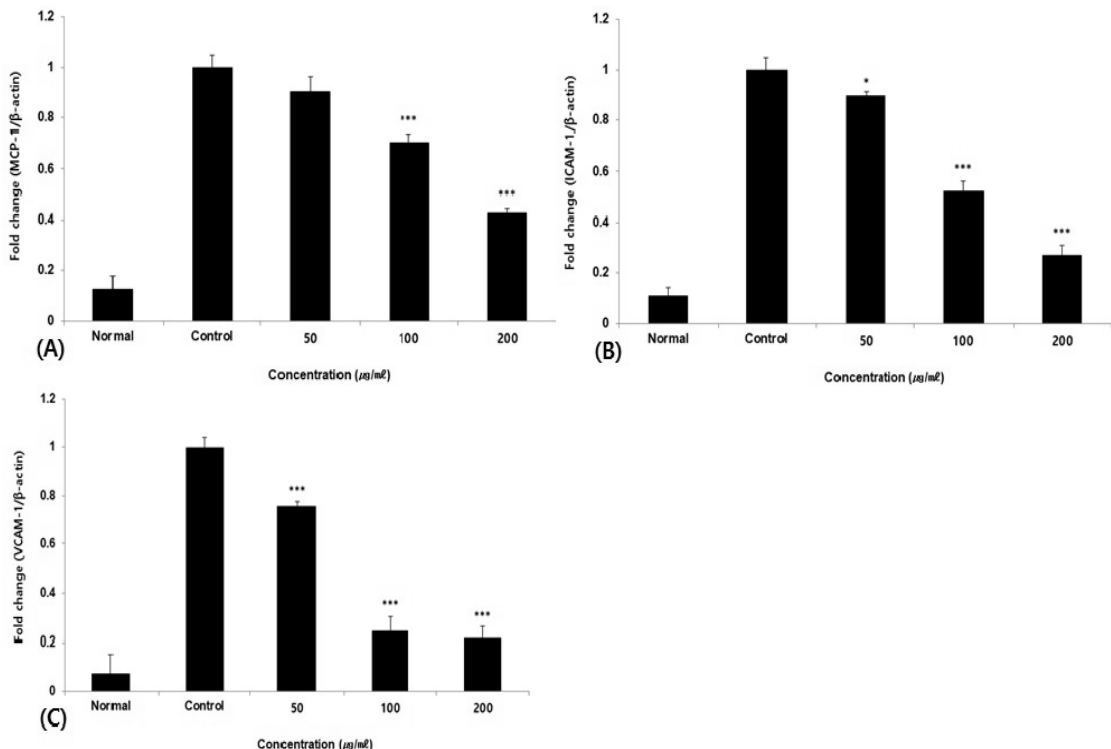 Fold change (MCP-1/β-actin)
1.2
1
0.8
0.6
0.4
0.2
0
***
***
Normal Control 50 100 200
(A)
Concentration (㎍/㎖)
Fold change (ICAM-1/β-actin)
1.2
1
0.8
0.6
0.4
0.2
0
*
***
***
Normal Control 50 100 200
(B)
Concentration (㎍/㎖)
Fold change (VCAM-1/β-actin)
1.2
1
0.8
0.6
0.4
0.2
0
***
***
***
Normal Control 50 100 200
(C)
Concentration (㎍/㎖)